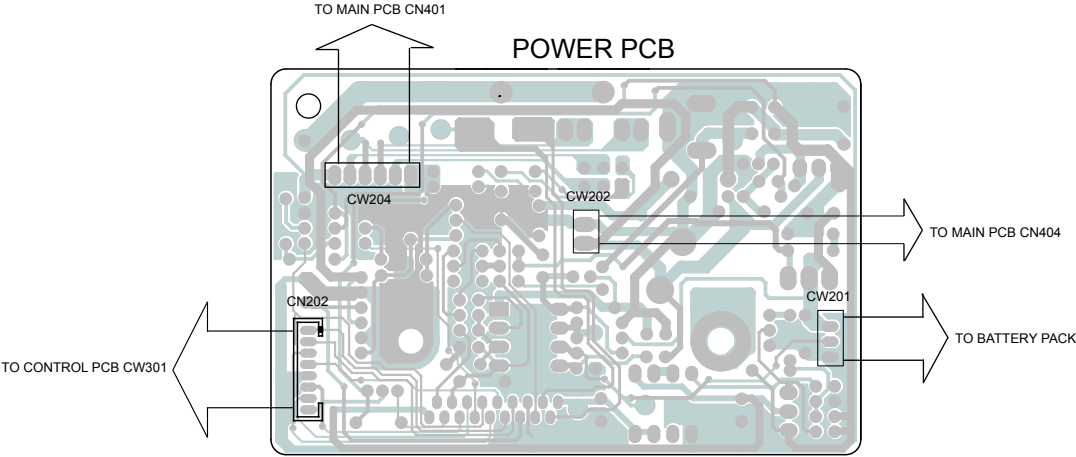 TO MAIN PCB CN401
POWER PCB
CW204
CW202
TO MAIN PCB CN404
CN202
CW201
TO CONTROL PCB CW301
TO BATTERY PACK